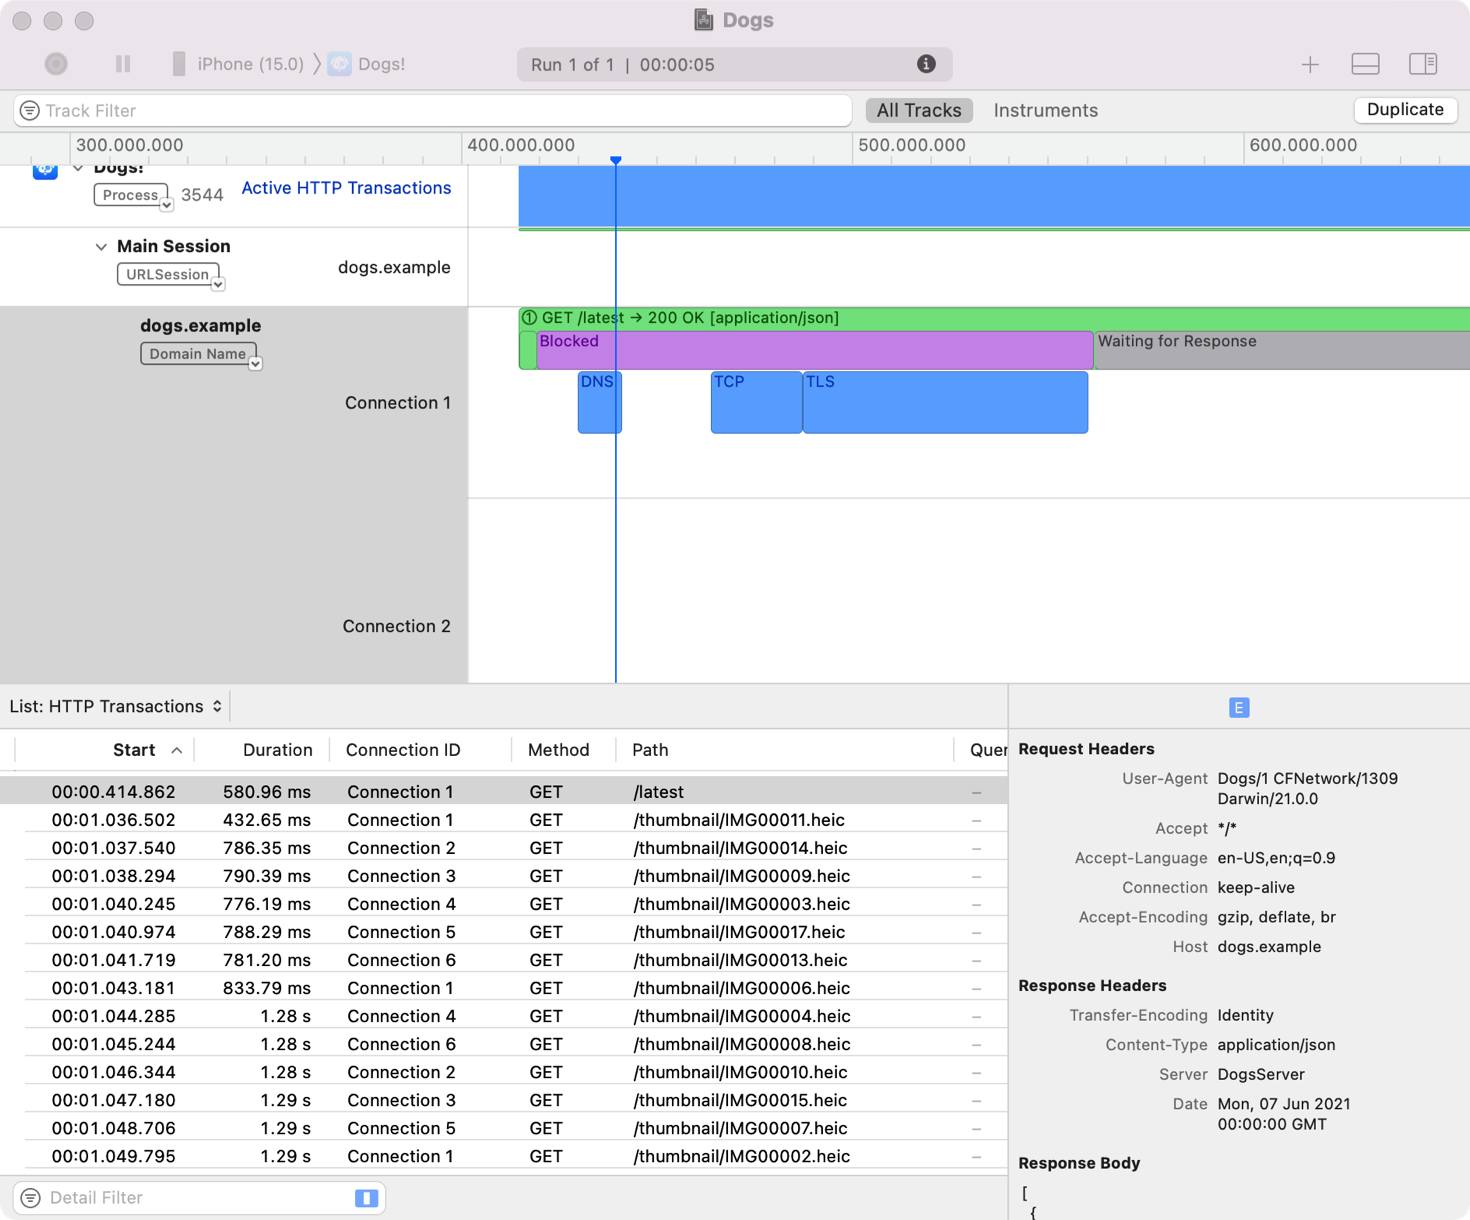 Dogs
iPhone (15.0) 〉 Dogs!
Run 1 of 1 | 00:00:05
Track Filter
All Tracks
Instruments
Duplicate
300.000.000
400.000.000
500.000.000
600.000.000
Dogs!
Process 3544
Active HTTP Transactions
Main Session
URLSession
dogs.example
dogs.example
Domain Name
① GET /latest → 200 OK [application/json]
Blocked
Waiting for Response
DNS
TCP
TLS
Connection 1
Connection 2
List: HTTP Transactions
E
Start Duration Connection ID Method Path Quer
00:00.414.862 580.96 ms Connection 1 GET /latest –
00:01.036.502 432.65 ms Connection 1 GET /thumbnail/IMG00011.heic –
00:01.037.540 786.35 ms Connection 2 GET /thumbnail/IMG00014.heic –
00:01.038.294 790.39 ms Connection 3 GET /thumbnail/IMG00009.heic –
00:01.040.245 776.19 ms Connection 4 GET /thumbnail/IMG00003.heic –
00:01.040.974 788.29 ms Connection 5 GET /thumbnail/IMG00017.heic –
00:01.041.719 781.20 ms Connection 6 GET /thumbnail/IMG00013.heic –
00:01.043.181 833.79 ms Connection 1 GET /thumbnail/IMG00006.heic –
00:01.044.285 1.28 s Connection 4 GET /thumbnail/IMG00004.heic –
00:01.045.244 1.28 s Connection 6 GET /thumbnail/IMG00008.heic –
00:01.046.344 1.28 s Connection 2 GET /thumbnail/IMG00010.heic –
00:01.047.180 1.29 s Connection 3 GET /thumbnail/IMG00015.heic –
00:01.048.706 1.29 s Connection 5 GET /thumbnail/IMG00007.heic –
00:01.049.795 1.29 s Connection 1 GET /thumbnail/IMG00002.heic –
Detail Filter
Request Headers
User-Agent Dogs/1 CFNetwork/1309
Darwin/21.0.0
Accept */*
Accept-Language en-US,en;q=0.9
Connection keep-alive
Accept-Encoding gzip, deflate, br
Host dogs.example
Response Headers
Transfer-Encoding Identity
Content-Type application/json
Server DogsServer
Date Mon, 07 Jun 2021
00:00:00 GMT
Response Body
[
{